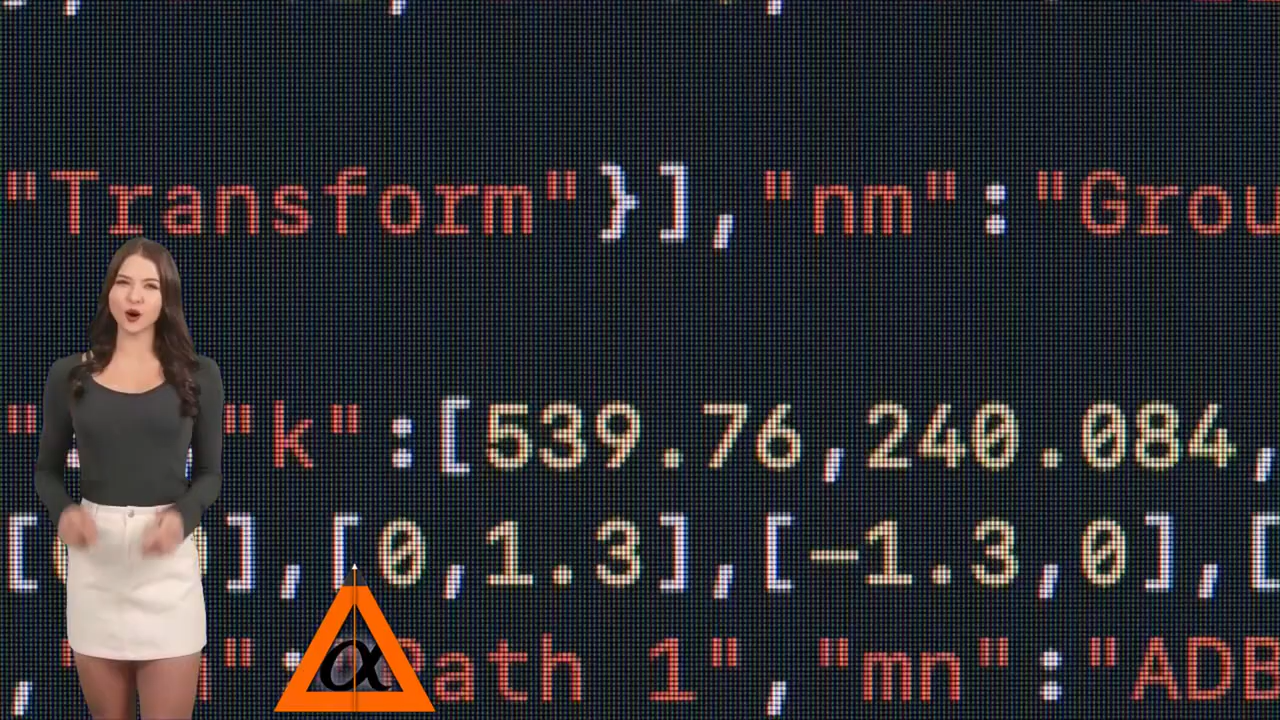 "Transform"}],"nm":"Grou
"k":[539.76,240.084,
],[0,1.3],[-1.3,0],[
":"Path 1","mn":"ADB
α